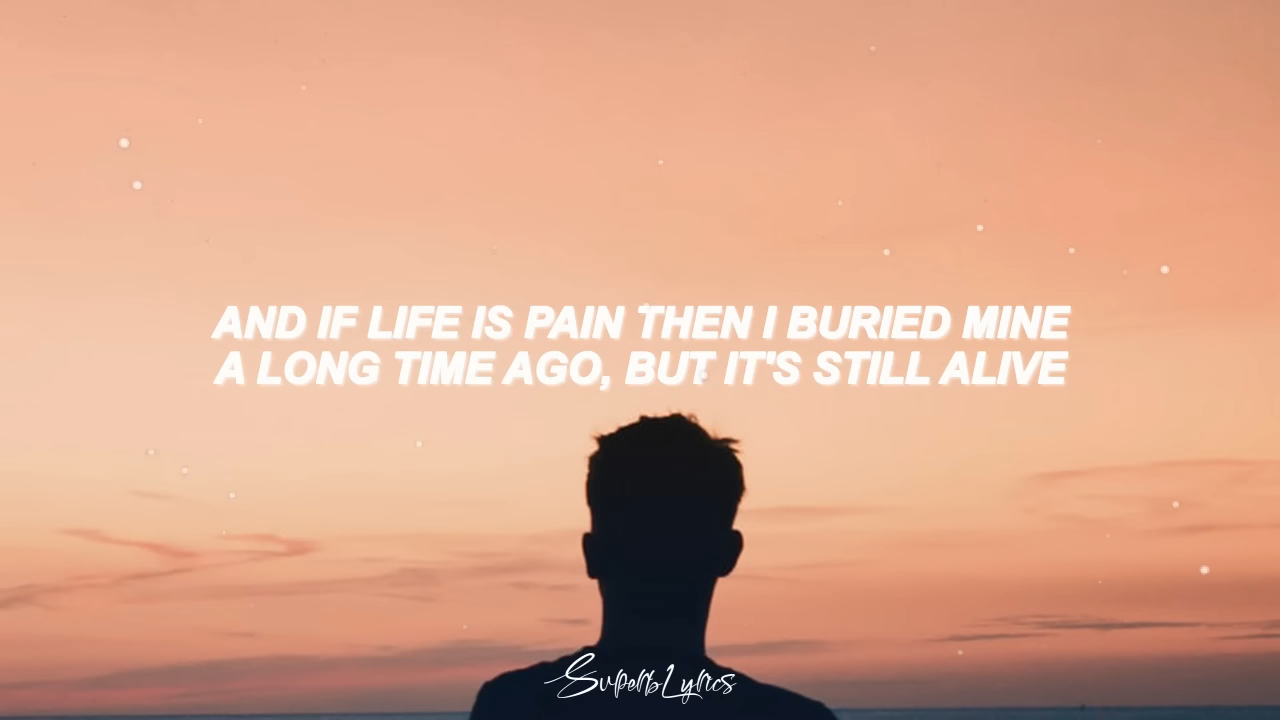 AND IF LIFE IS PAIN THEN I BURIED MINE
A LONG TIME AGO, BUT IT'S STILL ALIVE
SuperbLyrics